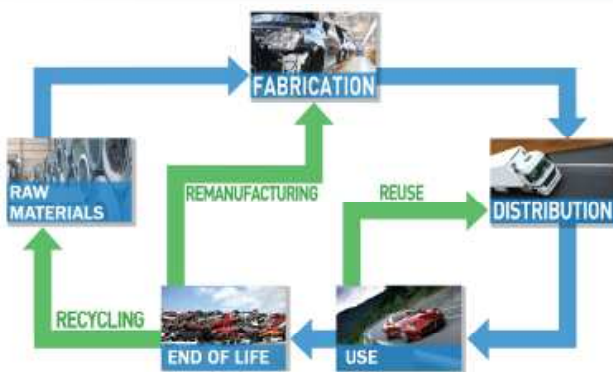 FABRICATION
RAW
MATERIALS
REMANUFACTURING
REUSE
DISTRIBUTION
RECYCLING
END OF LIFE
USE